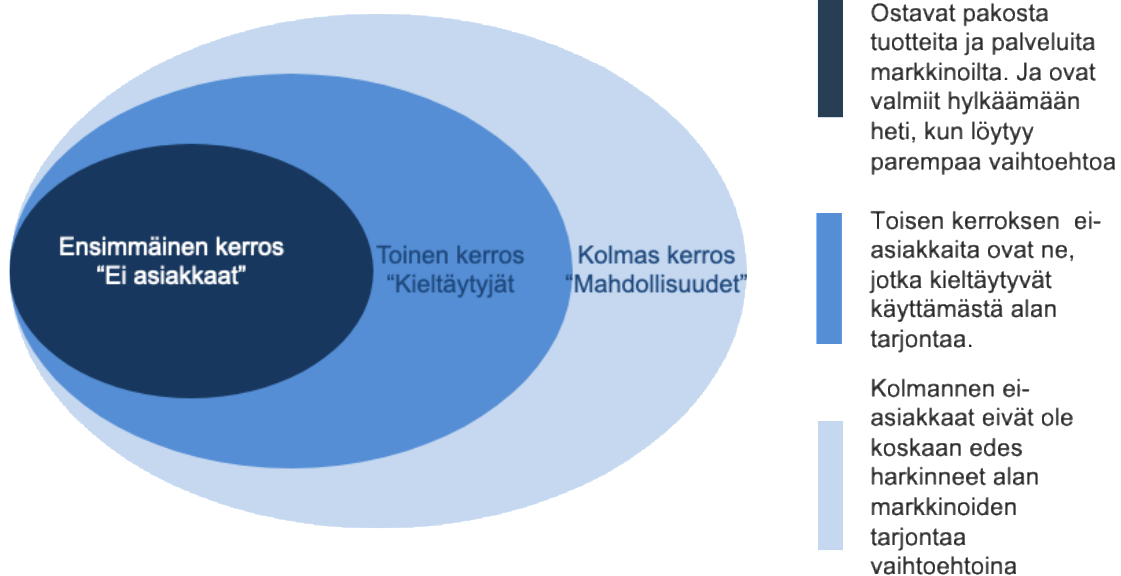 Ensimmäinen kerros
“Ei asiakkaat”
Toinen kerros
“Kieltäytyjät
Kolmas kerros
“Mahdollisuudet”
Ostavat pakosta
tuotteita ja palveluita
markkinoilta. Ja ovat
valmiit hylkäämään
heti, kun löytyy
parempaa vaihtoehtoa
Toisen kerroksen ei-
asiakkaita ovat ne,
jotka kieltäytyvät
käyttämästä alan
tarjontaa.
Kolmannen ei-
asiakkaat eivät ole
koskaan edes
harkinneet alan
markkinoiden
tarjontaa
vaihtoehtoina